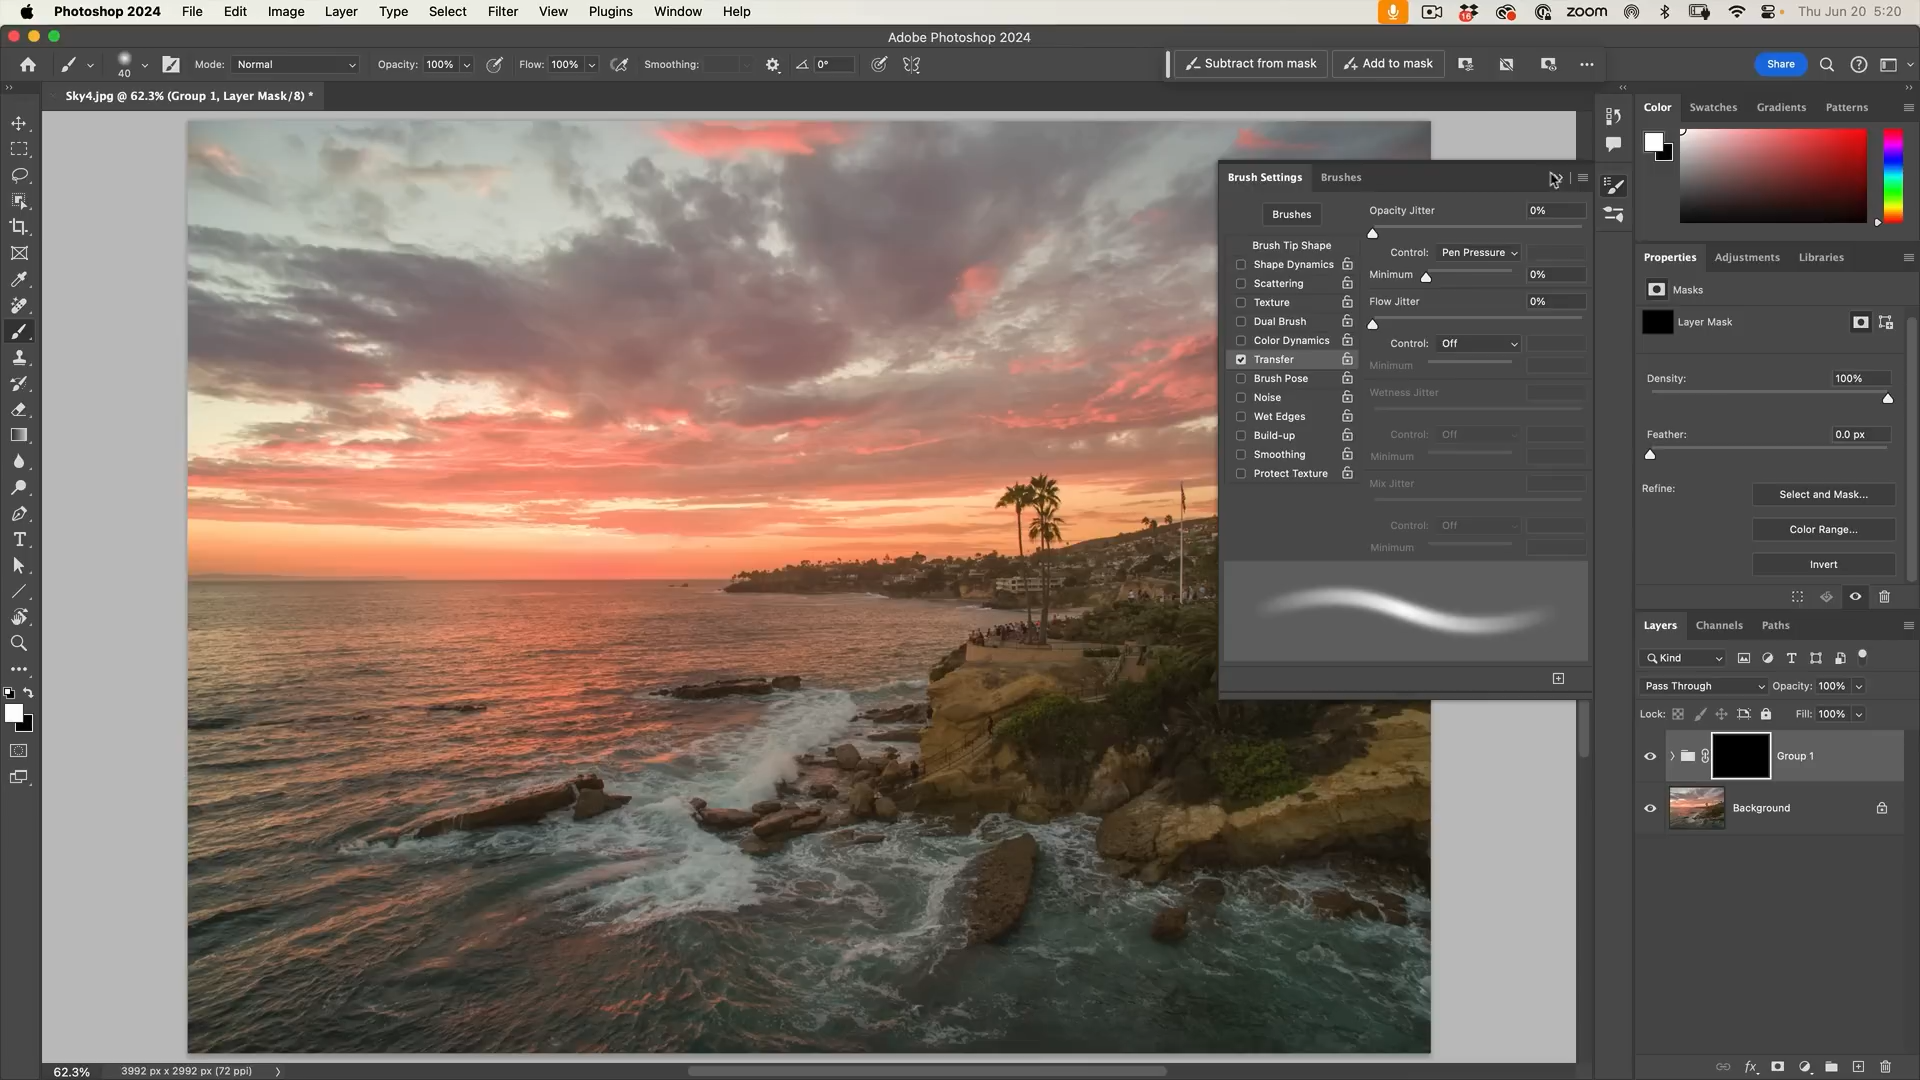 Photoshop 2024 File Edit Image Layer Type Select Filter View Plugins Window Help
16 zoom Thu Jun 20 5:20
Adobe Photoshop 2024
40 Mode: Normal Opacity: 100% Flow: 100% Smoothing: 0° Subtract from mask Add to mask Share
Sky4.jpg @ 62.3% (Group 1, Layer Mask/8) *
Brush Settings Brushes
Brushes
Brush Tip Shape
Shape Dynamics
Scattering
Texture
Dual Brush
Color Dynamics
Transfer
Brush Pose
Noise
Wet Edges
Build-up
Smoothing
Protect Texture
Opacity Jitter 0%
Control: Pen Pressure
Minimum 0%
Flow Jitter 0%
Control: Off
Minimum
Wetness Jitter
Control: Off
Minimum
Mix Jitter
Control: Off
Minimum
Color Swatches Gradients Patterns
Properties Adjustments Libraries
Masks
Layer Mask
Density: 100%
Feather: 0.0 px
Refine: Select and Mask...
Color Range...
Invert
Layers Channels Paths
Kind
Pass Through Opacity: 100%
Lock: Fill: 100%
Group 1
Background
62.3% 3992 px x 2992 px (72 ppi)